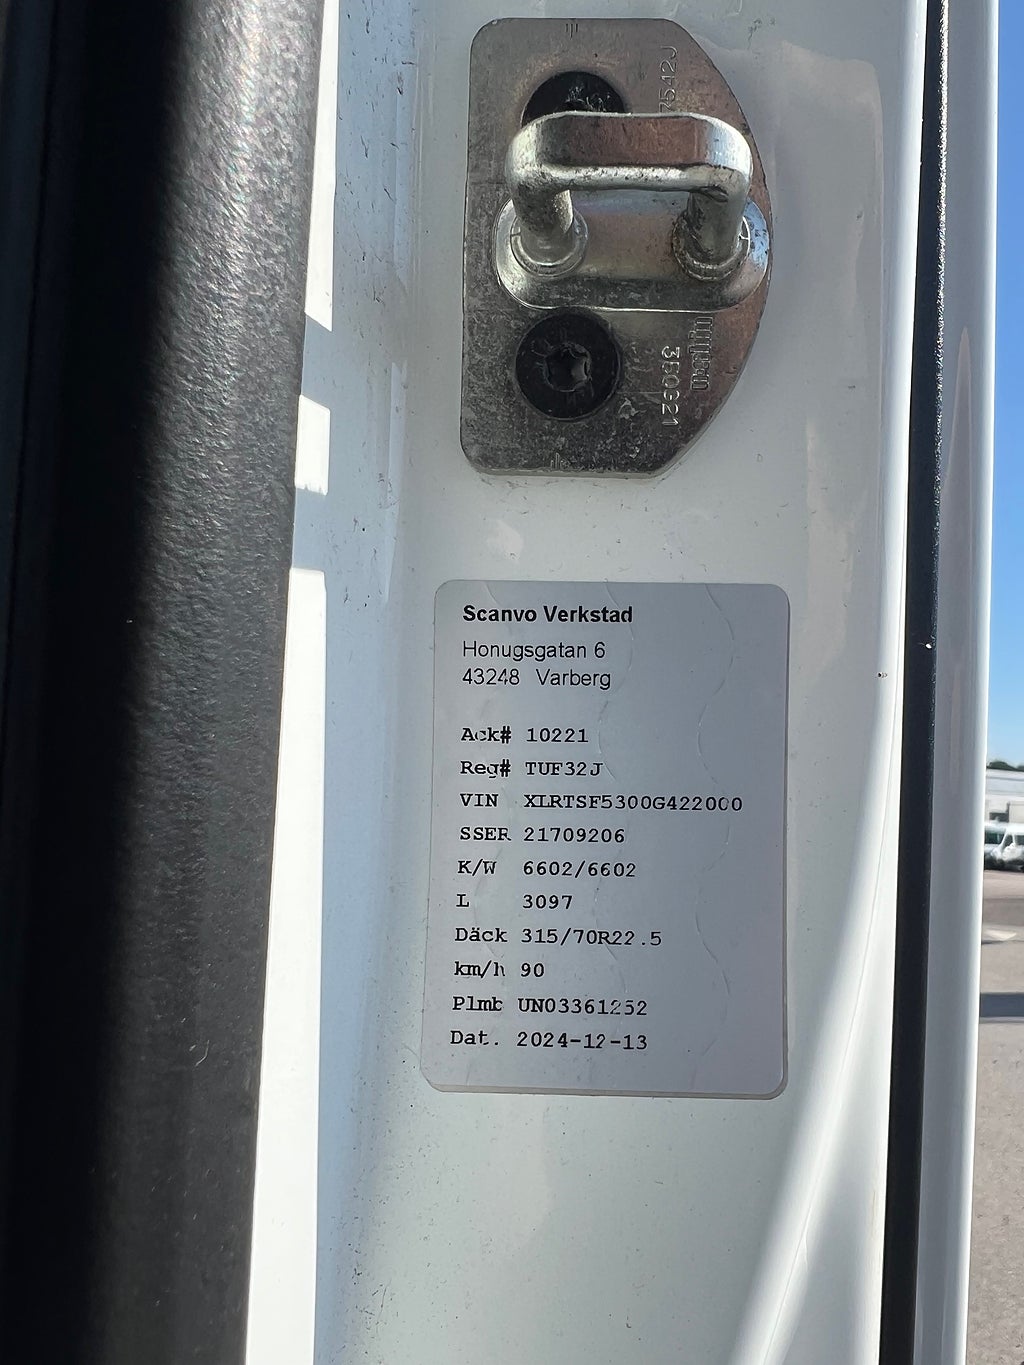 350321
Scanvo Verkstad
Honugsgatan 6
43248 Varberg
Ack# 10221
Reg# TUF32J
VIN XLRTSF5300G422000
SSER 21709206
K/W 6602/6602
L 3097
Däck 315/70R22.5
km/h 90
Plmb UN03361252
Dat. 2024-12-13